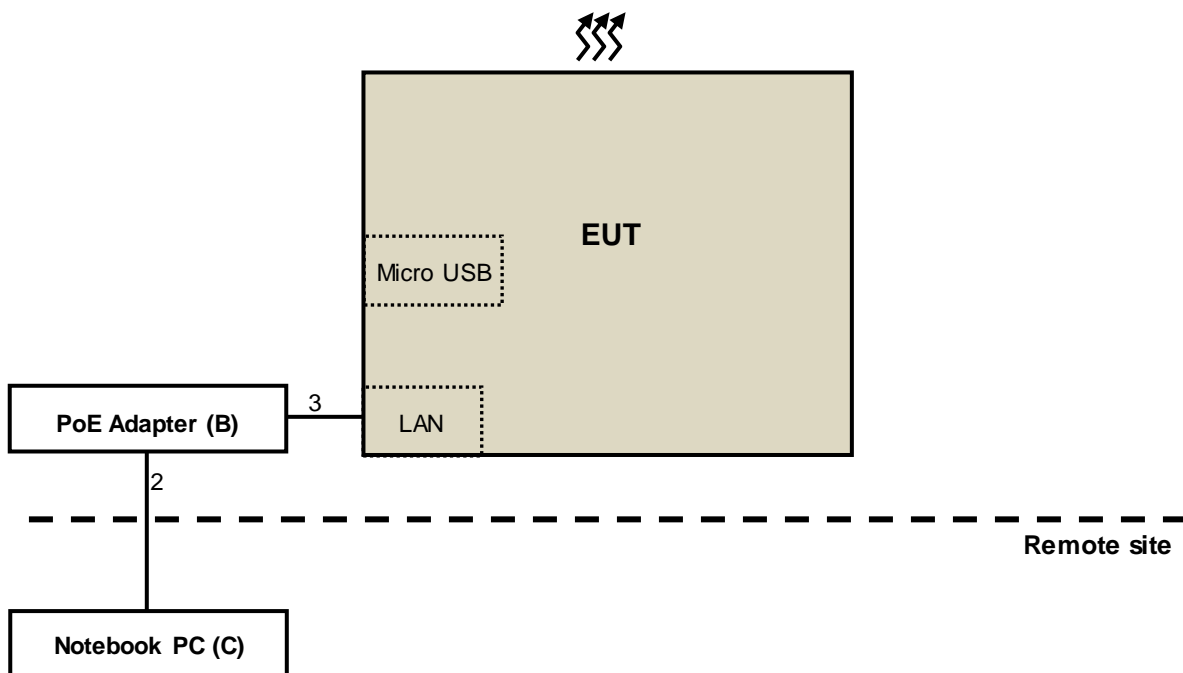 EUT
Micro USB
LAN
3
PoE Adapter (B)
2
Remote site
Notebook PC (C)